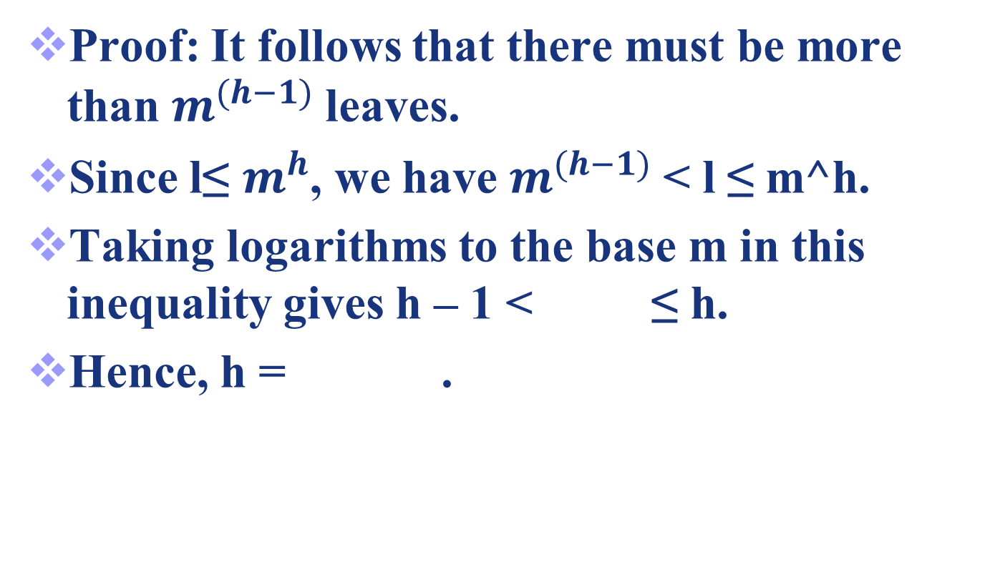 ❖Proof: It follows that there must be more
than 𝒎^(𝒉−𝟏) leaves.
❖Since l≤ 𝒎^𝒉, we have 𝒎^(𝒉−𝟏) < l ≤ m^h.
❖Taking logarithms to the base m in this
inequality gives h – 1 < ≤ h.
❖Hence, h = .